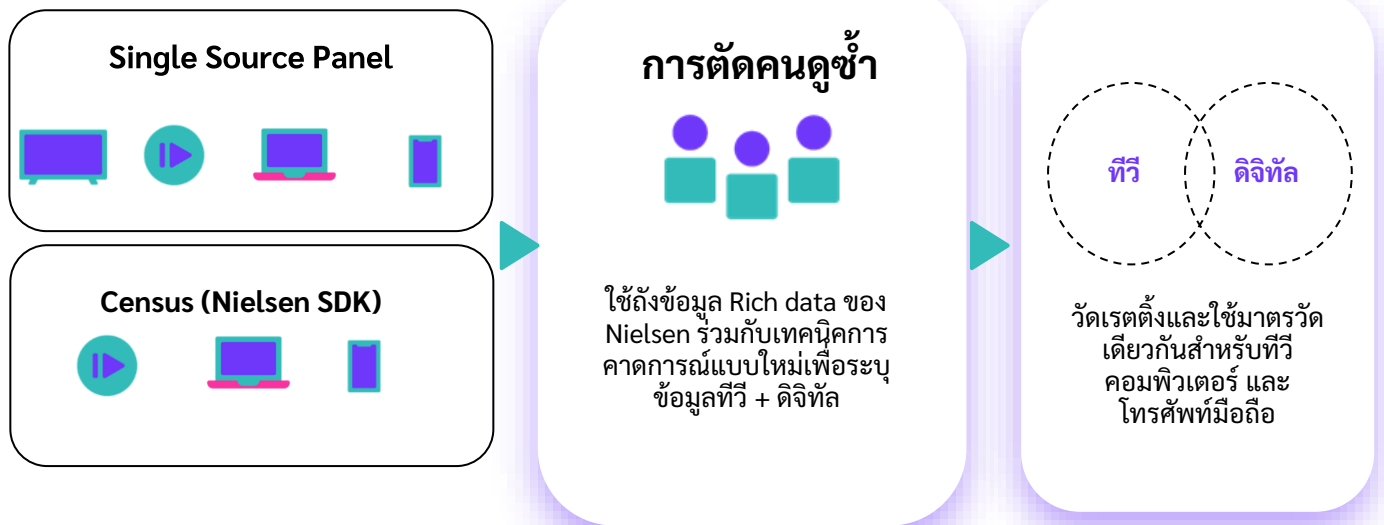 Single Source Panel
Census (Nielsen SDK)
การตัดคนดูซ้ำ
ใช้ถังข้อมูล Rich data ของ
Nielsen ร่วมกับเทคนิคการ
คาดการณ์แบบใหม่เพื่อระบุ
ข้อมูลทีวี + ดิจิทัล
ทีวี
ดิจิทัล
วัดเรตติ้งและใช้มาตรวัด
เดียวกันสำหรับทีวี
คอมพิวเตอร์ และ
โทรศัพท์มือถือ